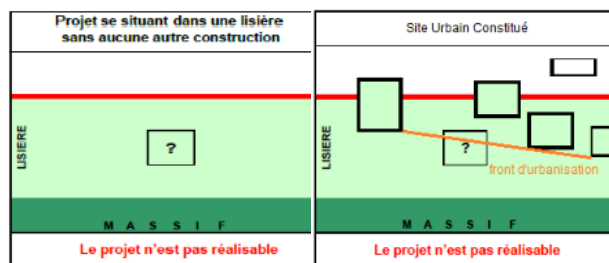 Projet se situant dans une lisière
sans aucune autre construction
LISIERE
?
M A S S I F
Le projet n'est pas réalisable
Site Urbain Constitué
LISIERE
?
front d'urbanisation
M A S S I F
Le projet n'est pas réalisable